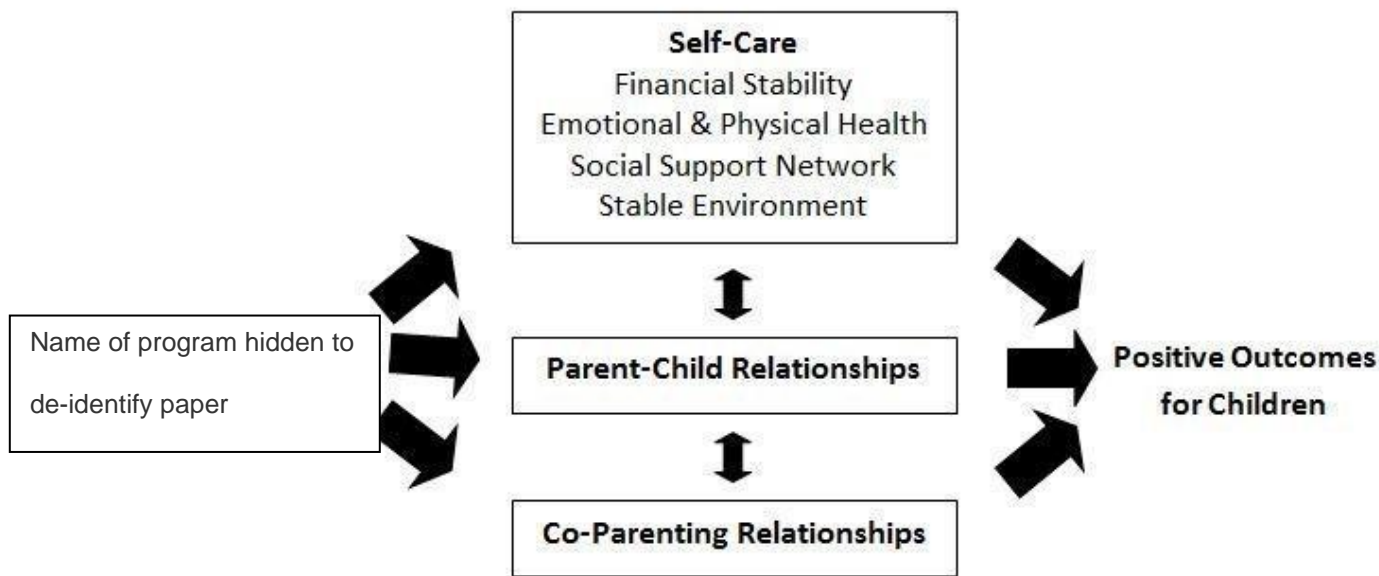 Self-Care
Financial Stability
Emotional & Physical Health
Social Support Network
Stable Environment
Name of program hidden to
de-identify paper
Parent-Child Relationships
Positive Outcomes
for Children
Co-Parenting Relationships